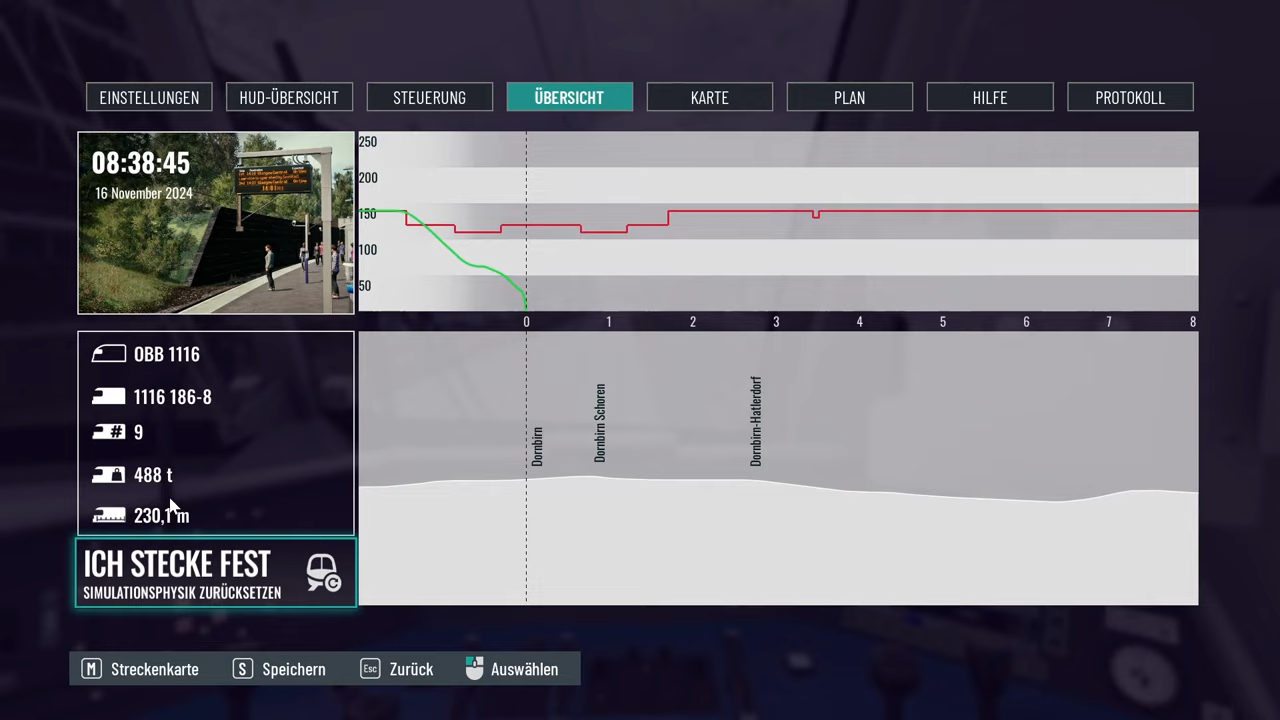 EINSTELLUNGEN
HUD-ÜBERSICHT
STEUERUNG
ÜBERSICHT
KARTE
PLAN
HILFE
PROTOKOLL
08:38:45
16 November 2024
250
200
150
100
50
0 1 2 3 4 5 6 7 8
OBB 1116
1116 186-8
# 9
488 t
230,1 m
Dornbirn
Dornbirn Schoren
Dornbirn-Hatlerdorf
ICH STECKE FEST
SIMULATIONSPHYSIK ZURÜCKSETZEN
M Streckenkarte
S Speichern
Esc Zurück
Auswählen